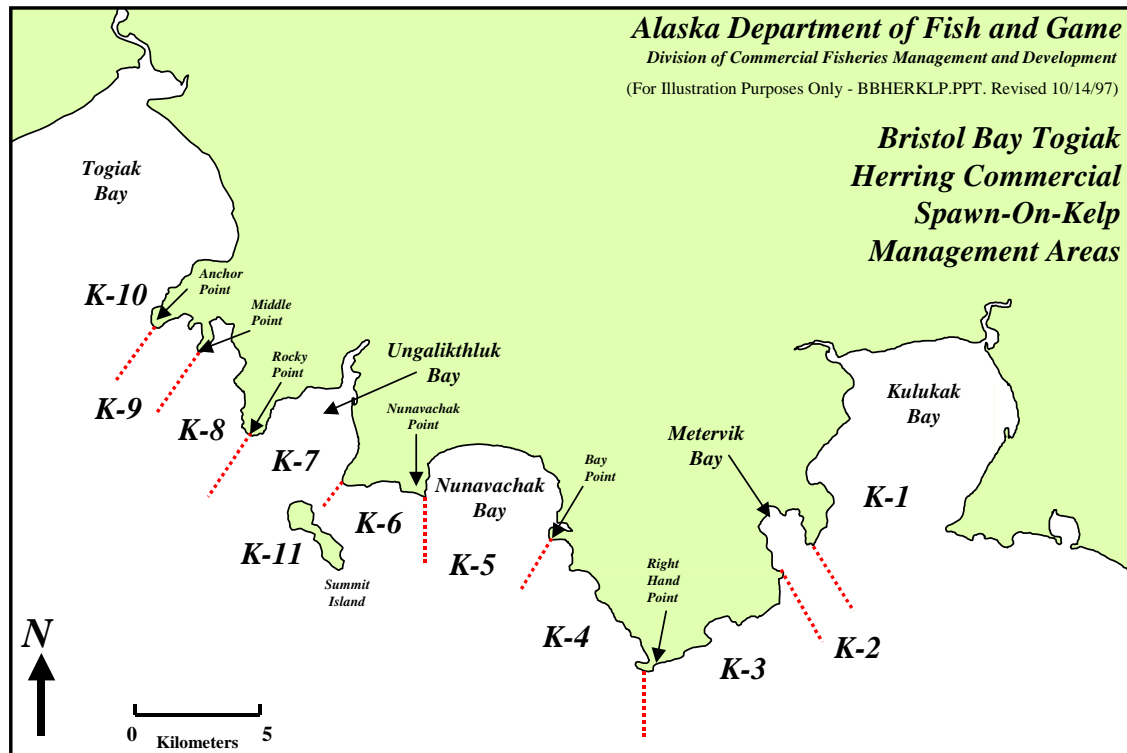 Alaska Department of Fish and Game
Division of Commercial Fisheries Management and Development
(For Illustration Purposes Only - BBHERKLP.PPT. Revised 10/14/97)
Bristol Bay Togiak
Herring Commercial
Spawn-On-Kelp
Management Areas
Togiak
Bay
K-10
Anchor
Point
Middle
Point
K-9
Rocky
Point
K-8
Ungalikthluk
Bay
K-7
Nunavachak
Point
K-6
Nunavachak
Bay
K-5
Bay
Point
K-11
Summit
Island
K-4
Right
Hand
Point
K-3
Metervik
Bay
K-2
Kulukak
Bay
K-1
N
0 5
Kilometers